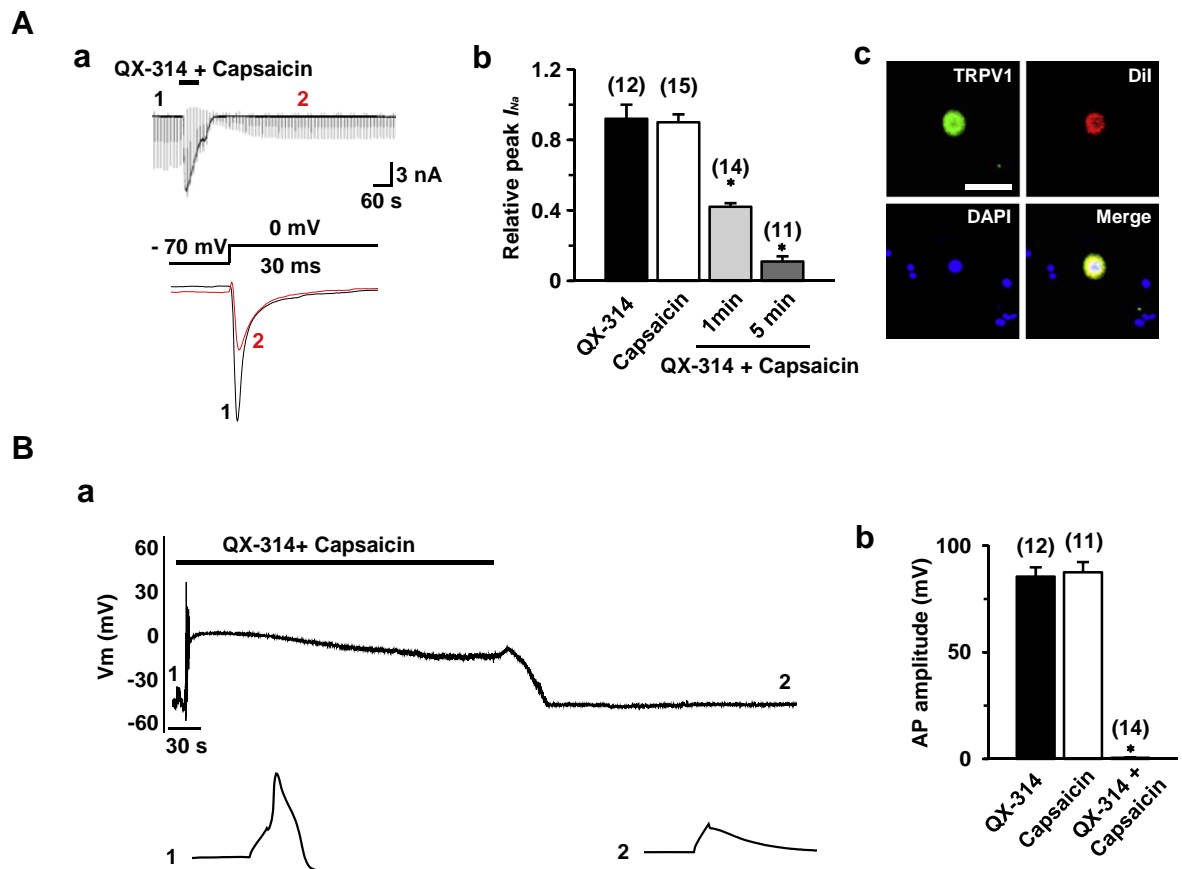 A
a
QX-314 + Capsaicin
1
2
3 nA
60 s
0 mV
- 70 mV
30 ms
2
1
b
Relative peak INa
1.2
0.8
0.4
0
(12)
(15)
(14)
*
(11)
*
QX-314
Capsaicin
1min
5 min
QX-314 + Capsaicin
c
TRPV1
DiI
DAPI
Merge
B
a
QX-314+ Capsaicin
Vm (mV)
60
30
0
-30
-60
1
2
30 s
1
2
b
AP amplitude (mV)
100
50
0
(12)
(11)
(14)
*
QX-314
Capsaicin
QX-314 +
Capsaicin